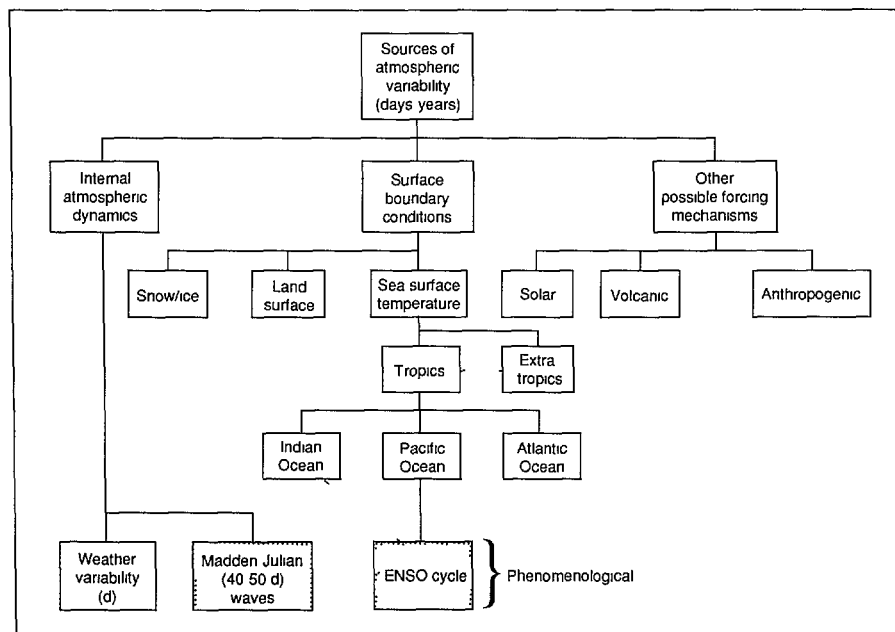 Sources of
atmospheric
variability
(days years)
Internal
atmospheric
dynamics
Surface
boundary
conditions
Other
possible forcing
mechanisms
Snow/ice
Land
surface
Sea surface
temperature
Solar
Volcanic
Anthropogenic
Tropics
Extra
tropics
Indian
Ocean
Pacific
Ocean
Atlantic
Ocean
Weather
variability
(d)
Madden Julian
(40 50 d)
waves
ENSO cycle
Phenomenological